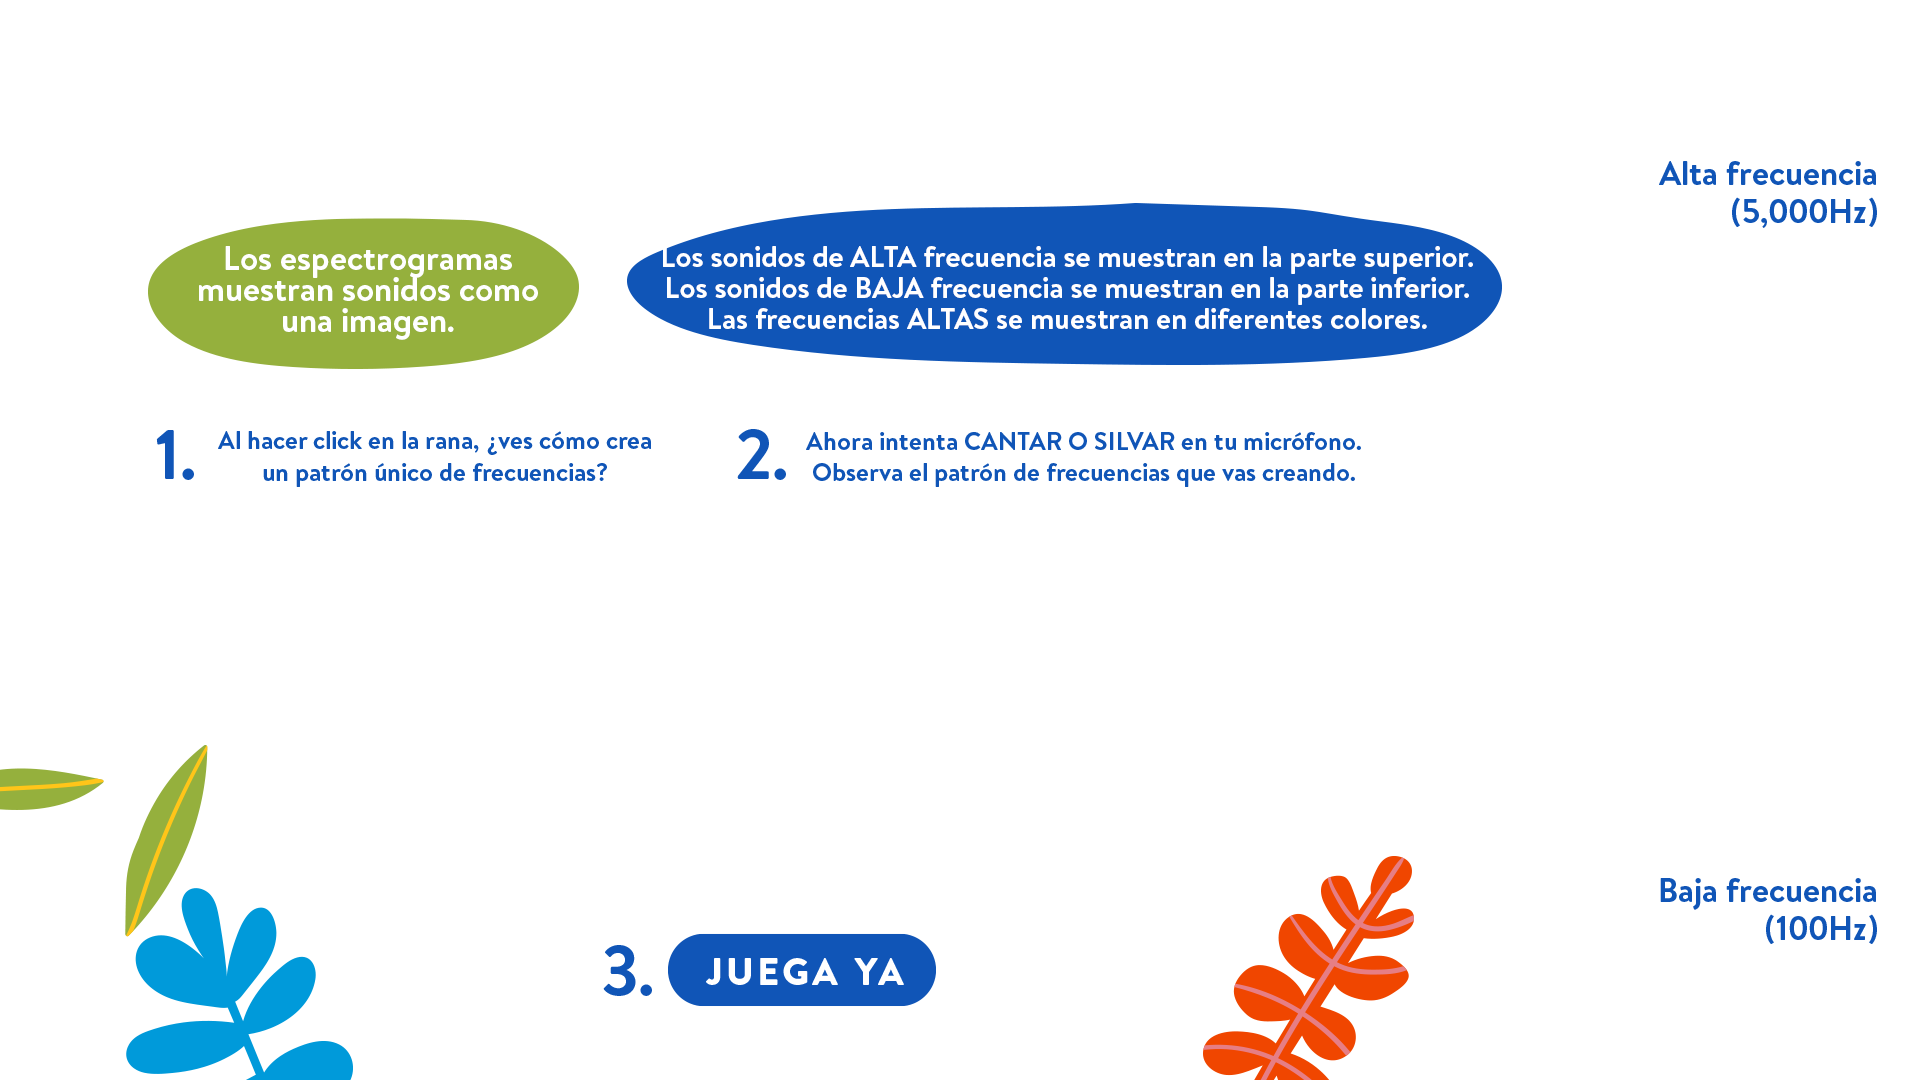 Alta frecuencia
(5,000Hz)
Los espectrogramas
muestran sonidos como
una imagen.
Los sonidos de ALTA frecuencia se muestran en la parte superior.
Los sonidos de BAJA frecuencia se muestran en la parte inferior.
Las frecuencias ALTAS se muestran en diferentes colores.
1. Al hacer click en la rana, ¿ves cómo crea
un patrón único de frecuencias?
2. Ahora intenta CANTAR O SILVAR en tu micrófono.
Observa el patrón de frecuencias que vas creando.
Baja frecuencia
(100Hz)
3. JUEGA YA